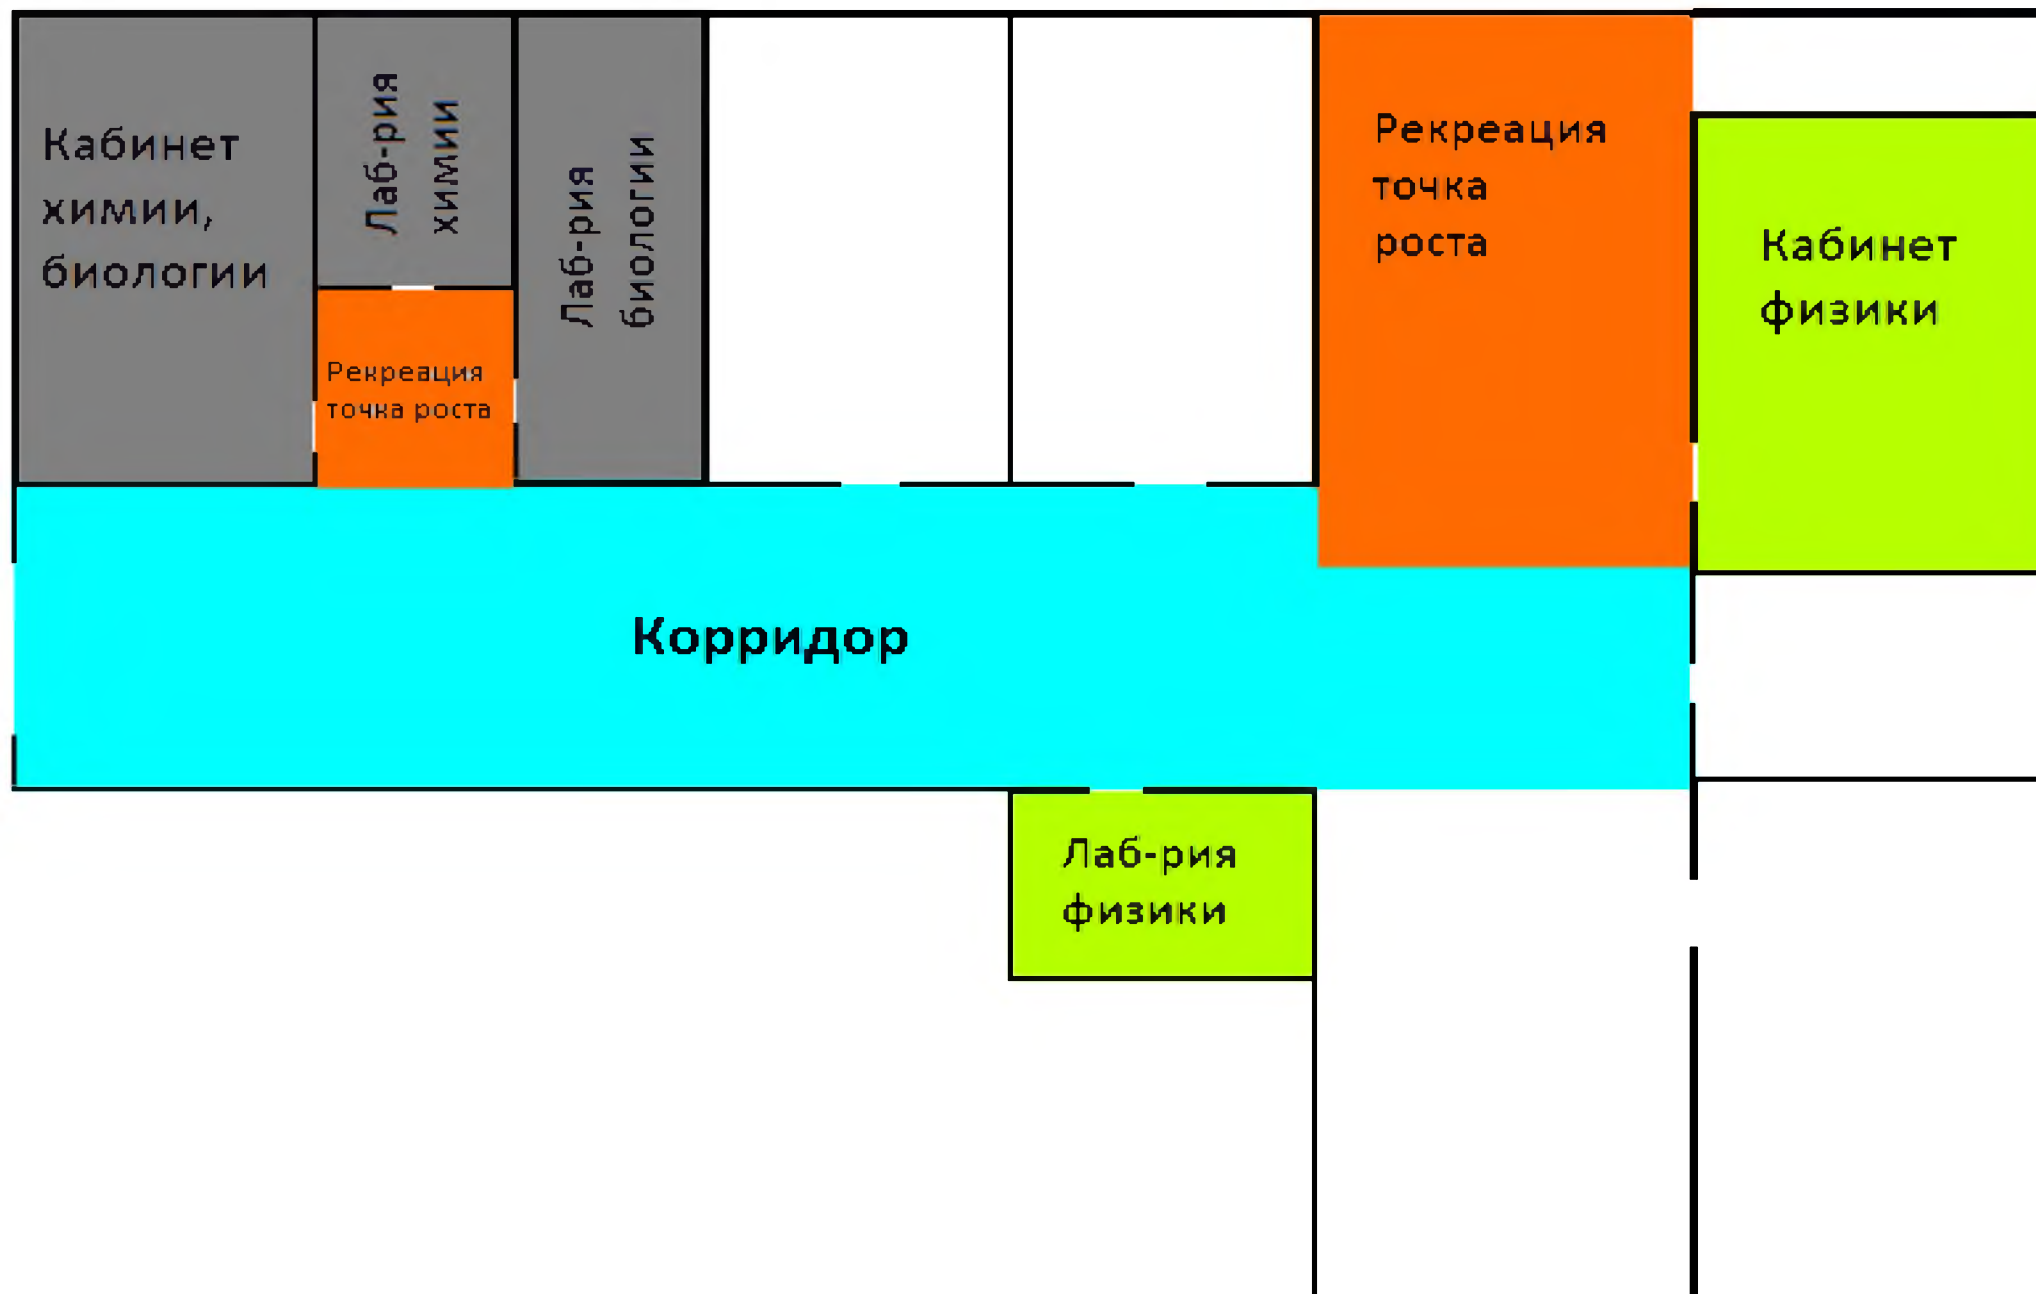 Кабинет
химии,
биологии
Лаб-рия
химии
Лаб-рия
биологии
Рекреация
точка роста
Рекреация
точка
роста
Кабинет
физики
Корридор
Лаб-рия
физики